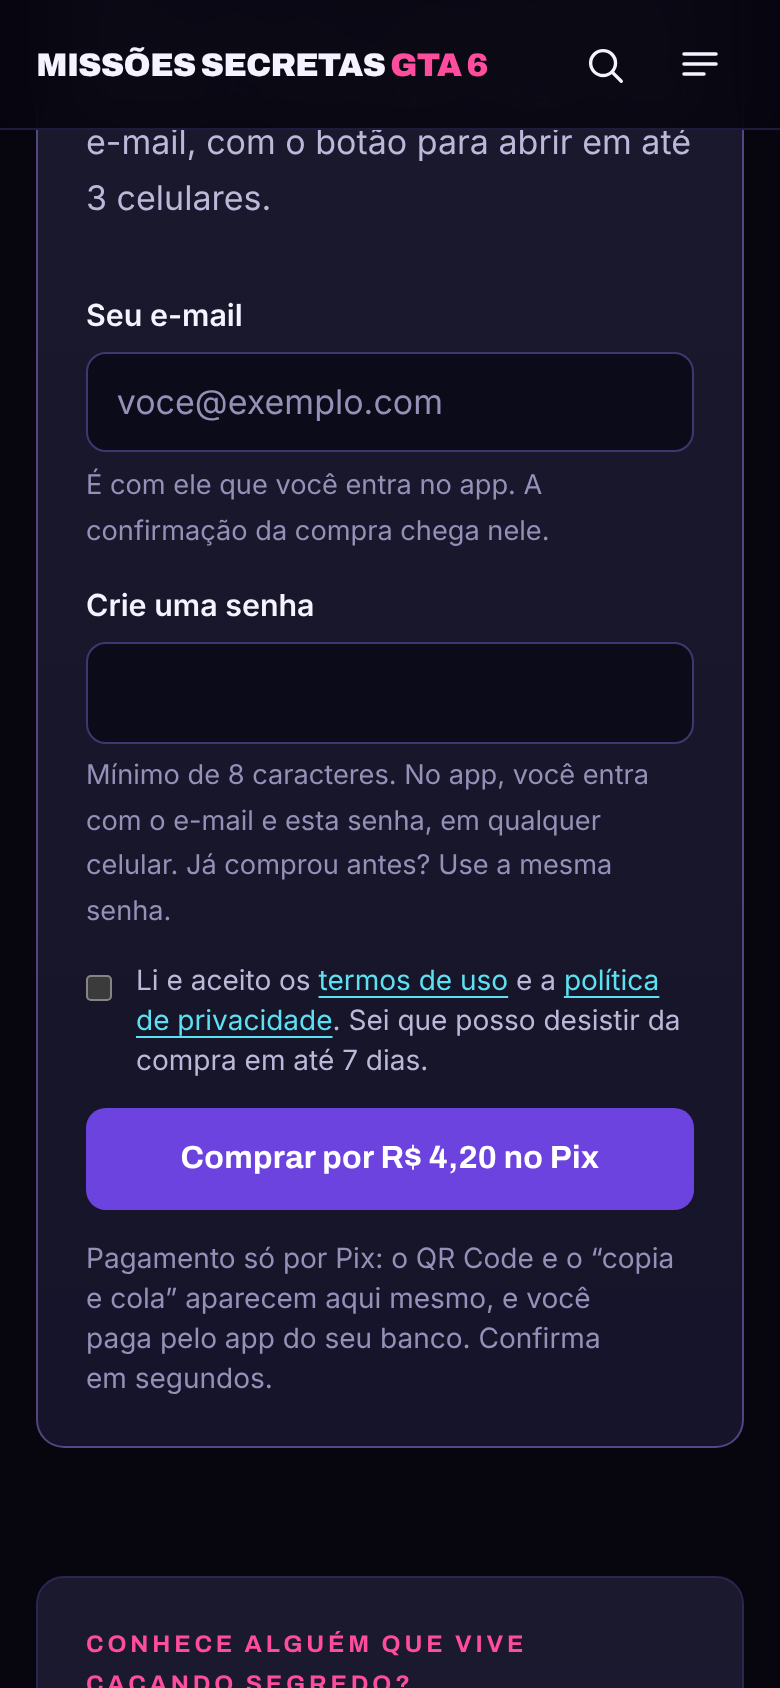 MISSÕES SECRETAS GTA 6
e-mail, com o botão para abrir em até
3 celulares.
Seu e-mail
voce@exemplo.com
É com ele que você entra no app. A
confirmação da compra chega nele.
Crie uma senha
Mínimo de 8 caracteres. No app, você entra
com o e-mail e esta senha, em qualquer
celular. Já comprou antes? Use a mesma
senha.
Li e aceito os termos de uso e a política
de privacidade. Sei que posso desistir da
compra em até 7 dias.
Comprar por R$ 4,20 no Pix
Pagamento só por Pix: o QR Code e o “copia
e cola” aparecem aqui mesmo, e você
paga pelo app do seu banco. Confirma
em segundos.
CONHECE ALGUÉM QUE VIVE
CAÇANDO SEGREDO?